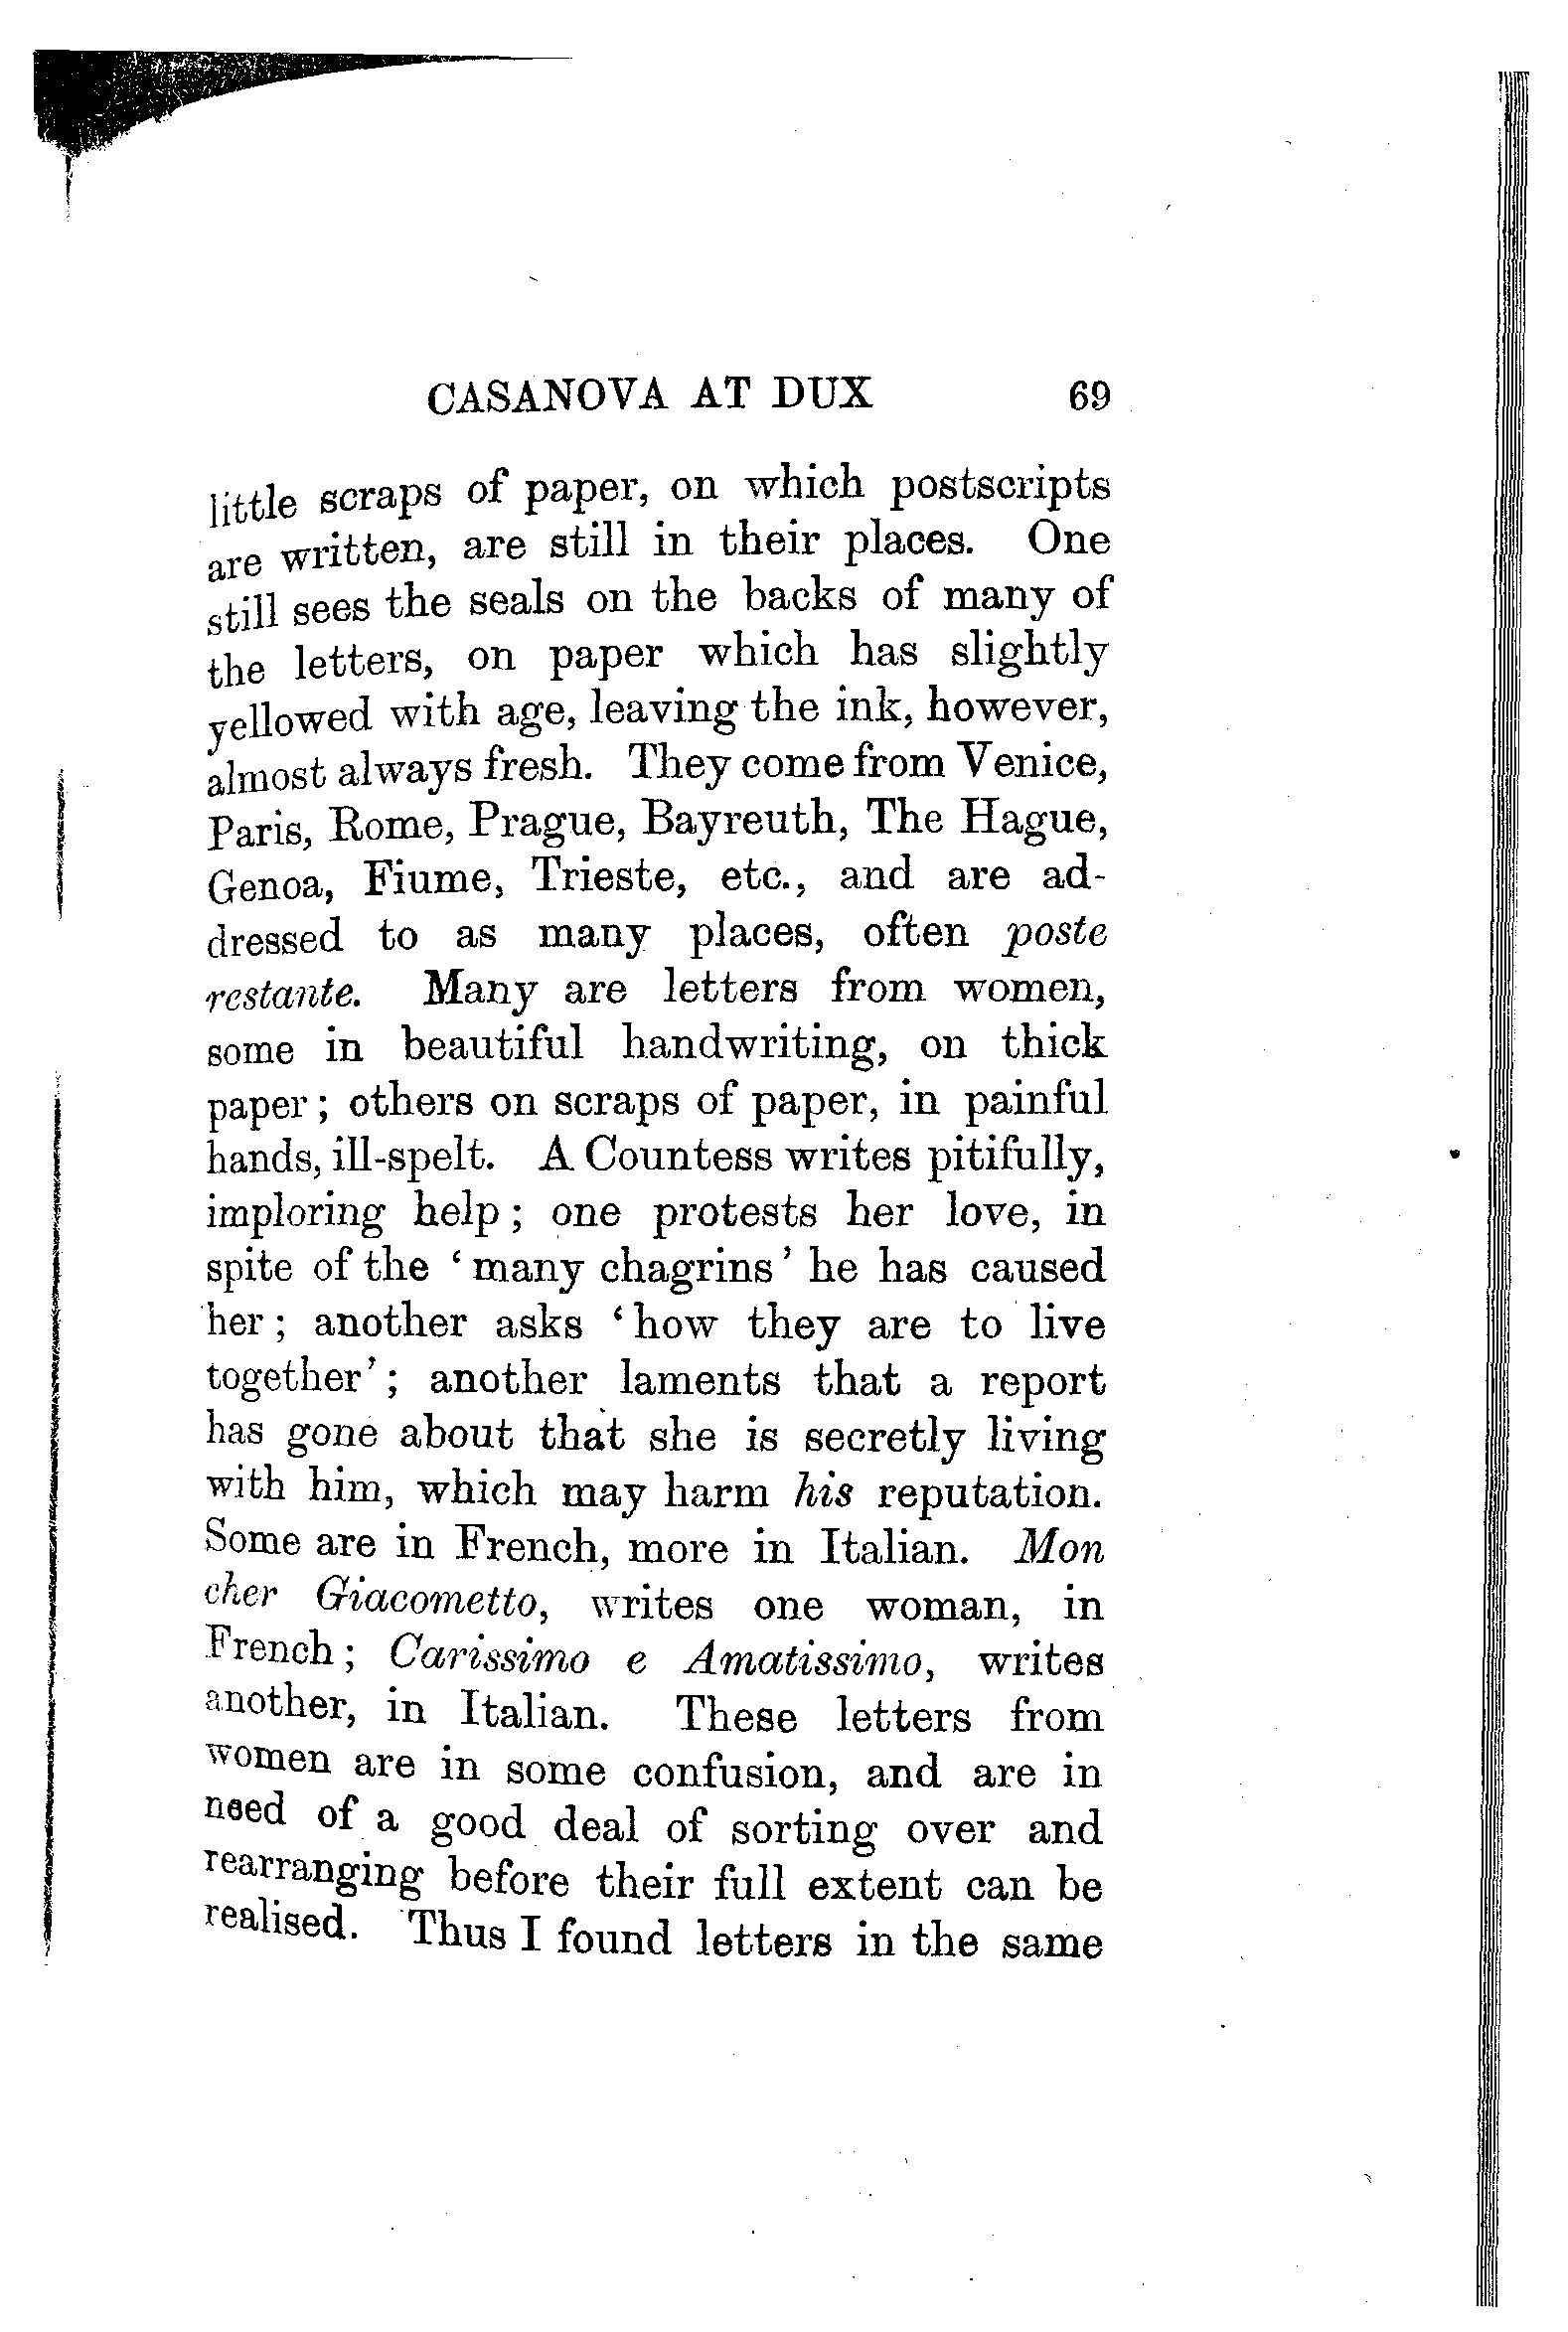 CASANOVA AT DUX 69
little scraps of paper, on which postscripts
are written, are still in their places. One
still sees the seals on the backs of many of
the letters, on paper which has slightly
yellowed with age, leaving the ink, however,
almost always fresh. They come from Venice,
Paris, Rome, Prague, Bayreuth, The Hague,
Genoa, Fiume, Trieste, etc., and are ad-
dressed to as many places, often poste
restante. Many are letters from women,
some in beautiful handwriting, on thick
paper; others on scraps of paper, in painful
hands, ill-spelt. A Countess writes pitifully,
imploring help; one protests her love, in
spite of the ‘many chagrins’ he has caused
her; another asks ‘how they are to live
together’; another laments that a report
has gone about that she is secretly living
with him, which may harm his reputation.
Some are in French, more in Italian. Mon
cher Giacometto, writes one woman, in
French; Carissimo e Amatissimo, writes
another, in Italian. These letters from
women are in some confusion, and are in
need of a good deal of sorting over and
rearranging before their full extent can be
realised. Thus I found letters in the same